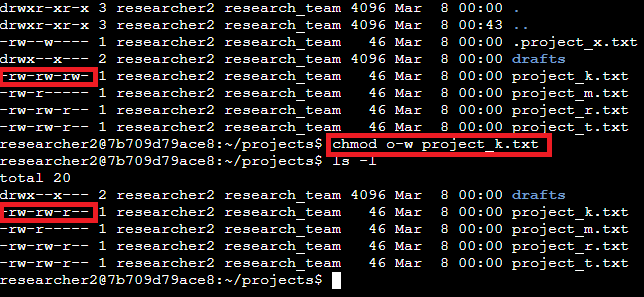 drwxr-xr-x 3 researcher2 research_team 4096 Mar  8 00:00 .
drwxr-xr-x 3 researcher2 research_team 4096 Mar  8 00:43 ..
-rw--w---- 1 researcher2 research_team   46 Mar  8 00:00 .project_x.txt
drwx--x--- 2 researcher2 research_team 4096 Mar  8 00:00 drafts
-rw-rw-rw- 1 researcher2 research_team   46 Mar  8 00:00 project_k.txt
-rw-r----- 1 researcher2 research_team   46 Mar  8 00:00 project_m.txt
-rw-rw-r-- 1 researcher2 research_team   46 Mar  8 00:00 project_r.txt
-rw-rw-r-- 1 researcher2 research_team   46 Mar  8 00:00 project_t.txt
researcher2@7b709d79ace8:~/projects$ chmod o-w project_k.txt
researcher2@7b709d79ace8:~/projects$ ls -l
total 20
drwx--x--- 2 researcher2 research_team 4096 Mar  8 00:00 drafts
-rw-rw-r-- 1 researcher2 research_team   46 Mar  8 00:00 project_k.txt
-rw-r----- 1 researcher2 research_team   46 Mar  8 00:00 project_m.txt
-rw-rw-r-- 1 researcher2 research_team   46 Mar  8 00:00 project_r.txt
-rw-rw-r-- 1 researcher2 research_team   46 Mar  8 00:00 project_t.txt
researcher2@7b709d79ace8:~/projects$